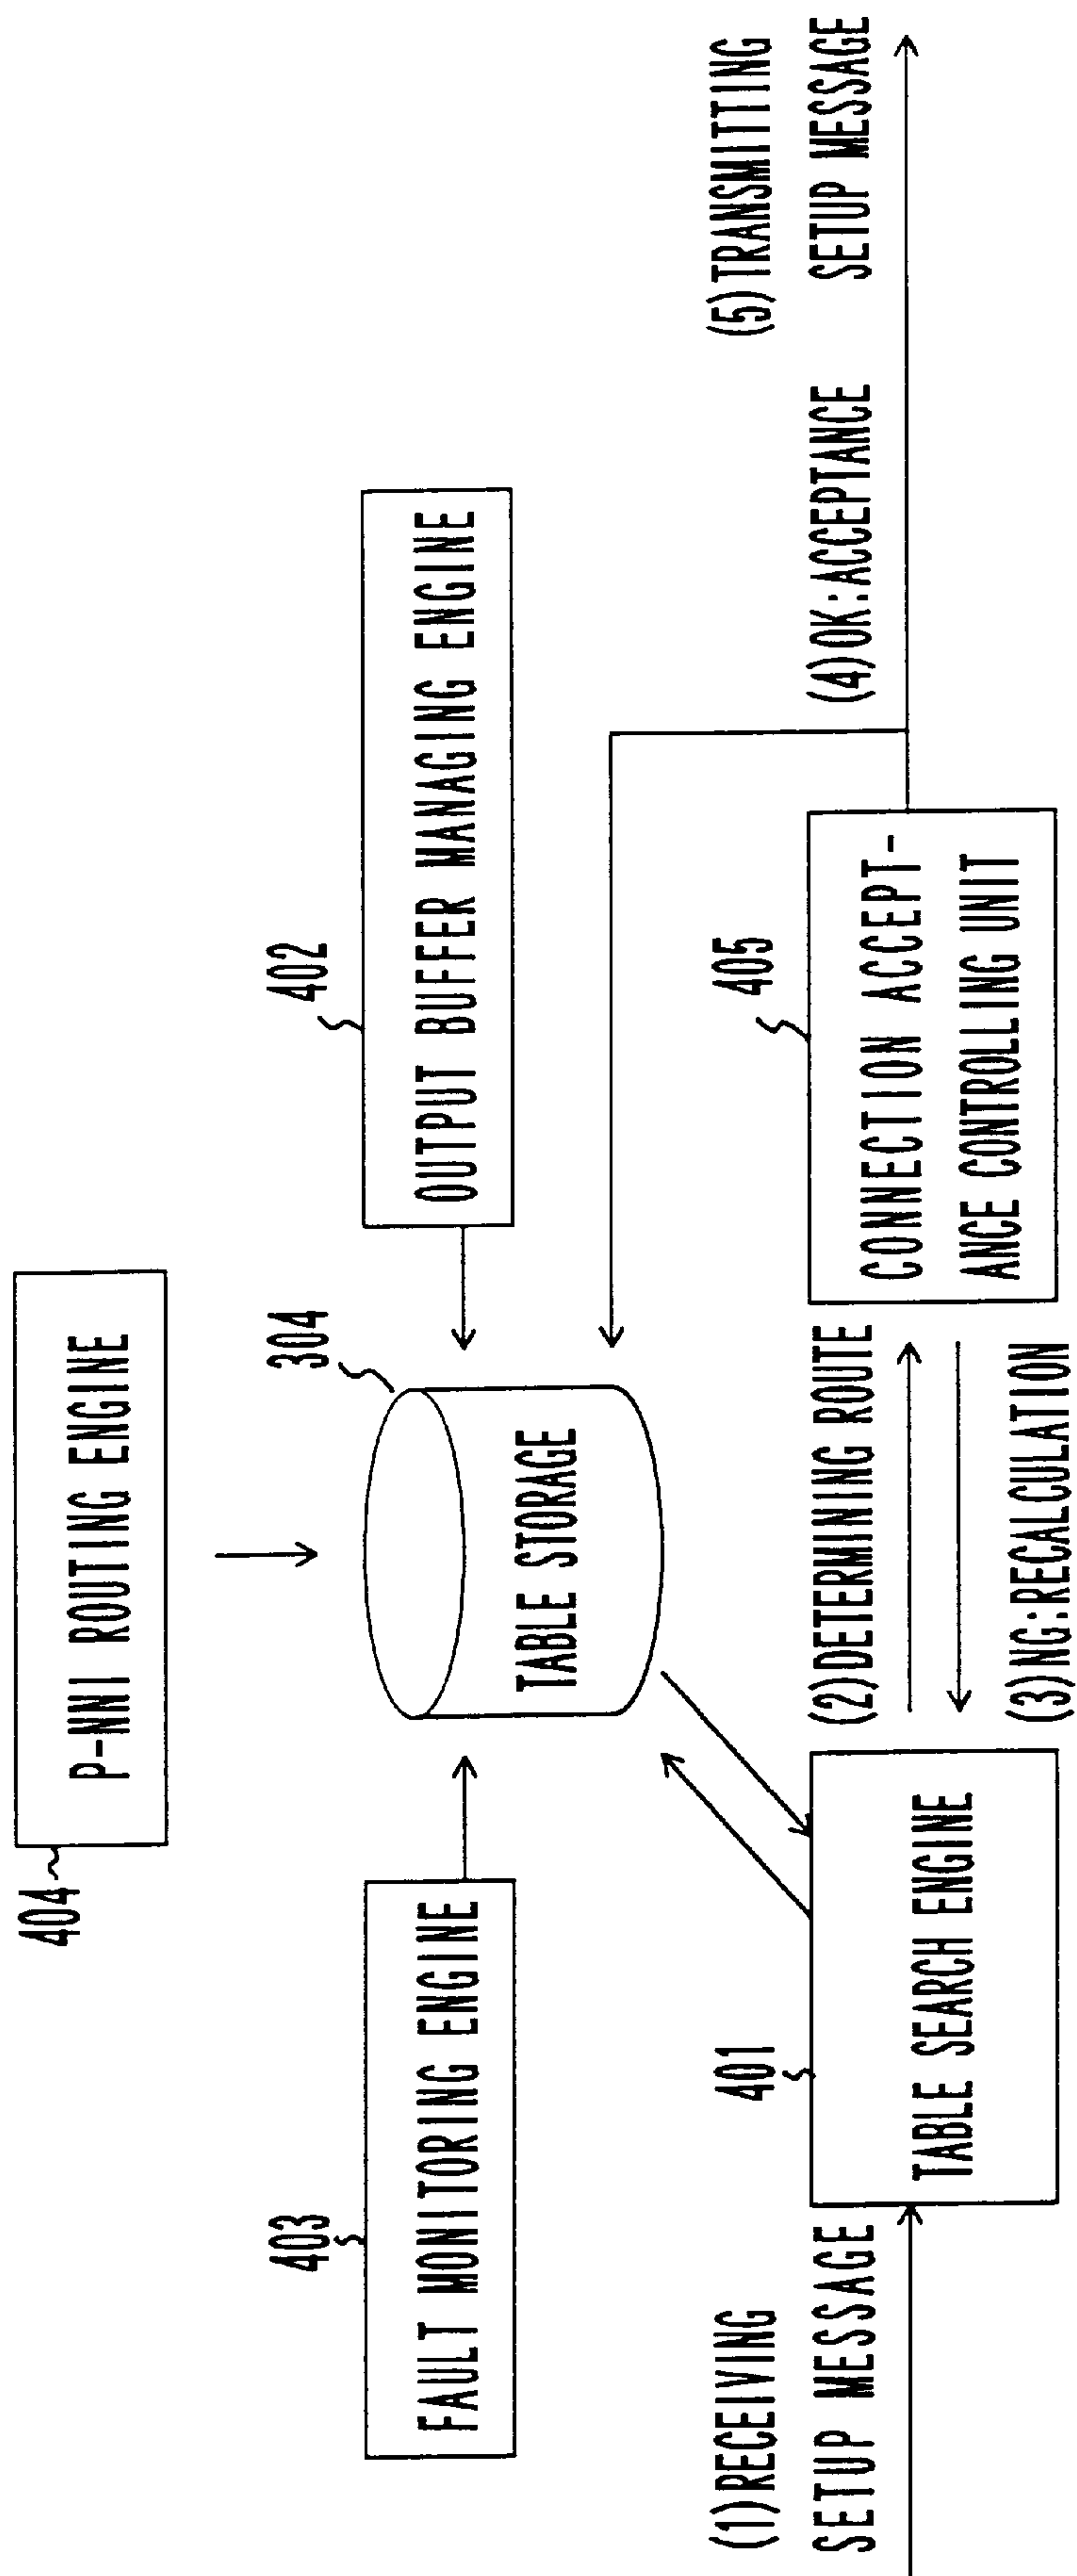 404
P-NNI ROUTING ENGINE
403
FAULT MONITORING ENGINE
304
TABLE STORAGE
402
OUTPUT BUFFER MANAGING ENGINE
(1)RECEIVING
SETUP MESSAGE
401
TABLE SEARCH ENGINE
(2)DETERMINING ROUTE
(3)NG:RECALCULATION
405
CONNECTION ACCEPT-
ANCE CONTROLLING UNIT
(4)OK:ACCEPTANCE
(5)TRANSMITTING
SETUP MESSAGE